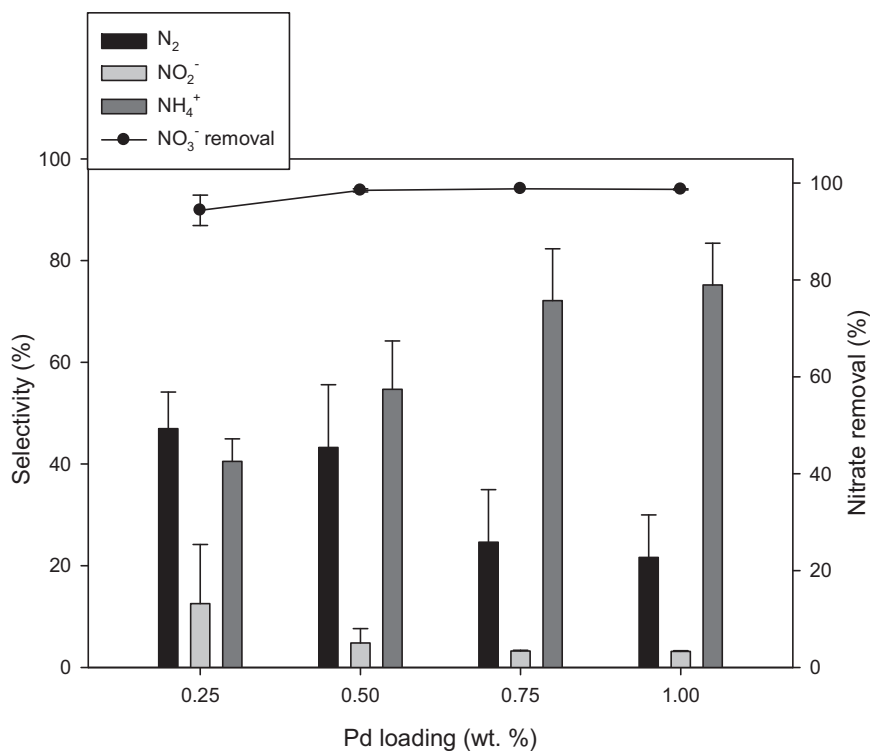 N₂
NO₂⁻
NH₄⁺
NO₃⁻ removal
100
80
60
40
20
0
Selectivity (%)
100
80
60
40
20
0
Nitrate removal (%)
0.25 0.50 0.75 1.00
Pd loading (wt. %)